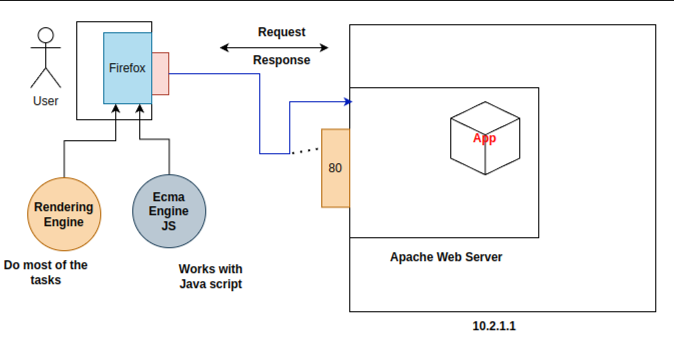 Request
Response
Firefox
User
App
80
Rendering
Engine
Ecma
Engine
JS
Do most of the
tasks
Works with
Java script
Apache Web Server
10.2.1.1